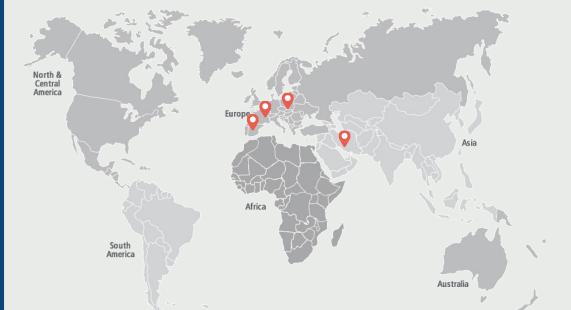 North &
Central
America
Europe
Asia
Africa
South
America
Australia